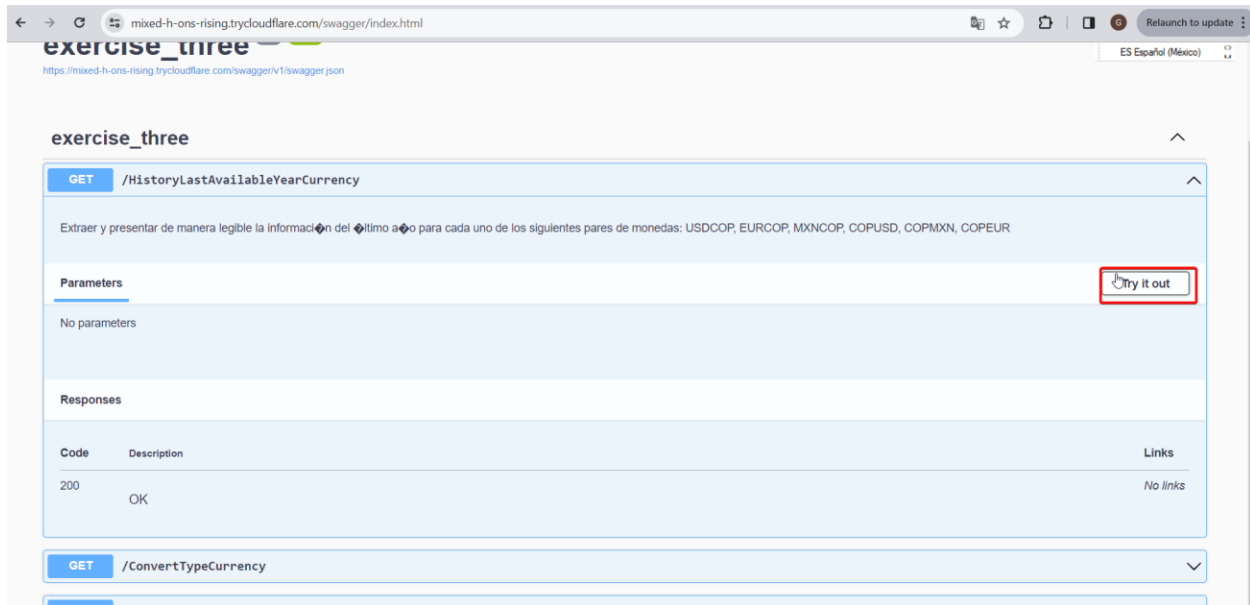 mixed-h-ons-rising.trycloudflare.com/swagger/index.html
G
Relaunch to update
exercise_three
ES Español (México)
https://mixed-h-ons-rising.trycloudflare.com/swagger/v1/swagger.json
exercise_three
GET /HistoryLastAvailableYearCurrency
Extraer y presentar de manera legible la informaci�n del �ltimo a�o para cada uno de los siguientes pares de monedas: USDCOP, EURCOP, MXNCOP, COPUSD, COPMXN, COPEUR
Parameters
Try it out
No parameters
Responses
Code Description Links
200 OK No links
GET /ConvertTypeCurrency